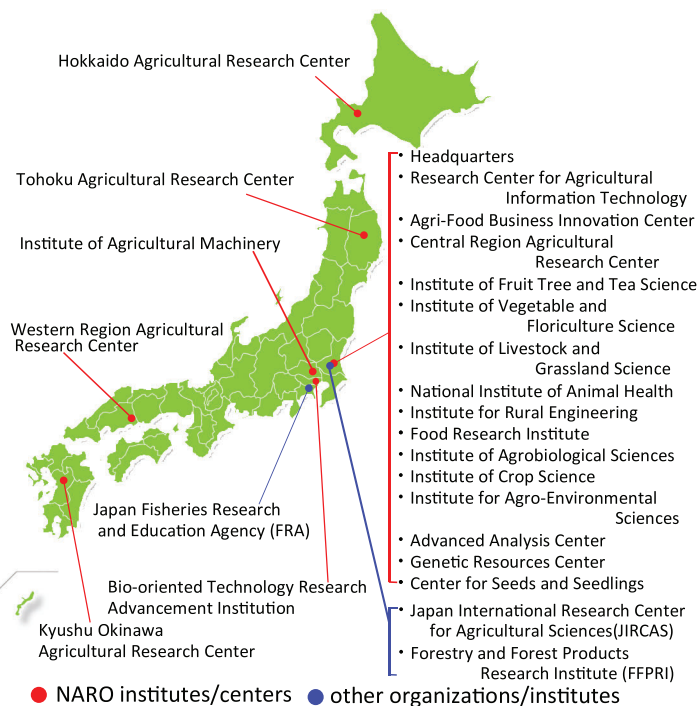 Hokkaido Agricultural Research Center
Tohoku Agricultural Research Center
Institute of Agricultural Machinery
Western Region Agricultural
Research Center
Japan Fisheries Research
and Education Agency (FRA)
Bio-oriented Technology Research
Advancement Institution
Kyushu Okinawa
Agricultural Research Center
・Headquarters
・Research Center for Agricultural
Information Technology
・Agri-Food Business Innovation Center
・Central Region Agricultural
Research Center
・Institute of Fruit Tree and Tea Science
・Institute of Vegetable and
Floriculture Science
・Institute of Livestock and
Grassland Science
・National Institute of Animal Health
・Institute for Rural Engineering
・Food Research Institute
・Institute of Agrobiological Sciences
・Institute of Crop Science
・Institute for Agro-Environmental
Sciences
・Advanced Analysis Center
・Genetic Resources Center
・Center for Seeds and Seedlings
・Japan International Research Center
for Agricultural Sciences(JIRCAS)
・Forestry and Forest Products
Research Institute (FFPRI)
NARO institutes/centers
other organizations/institutes